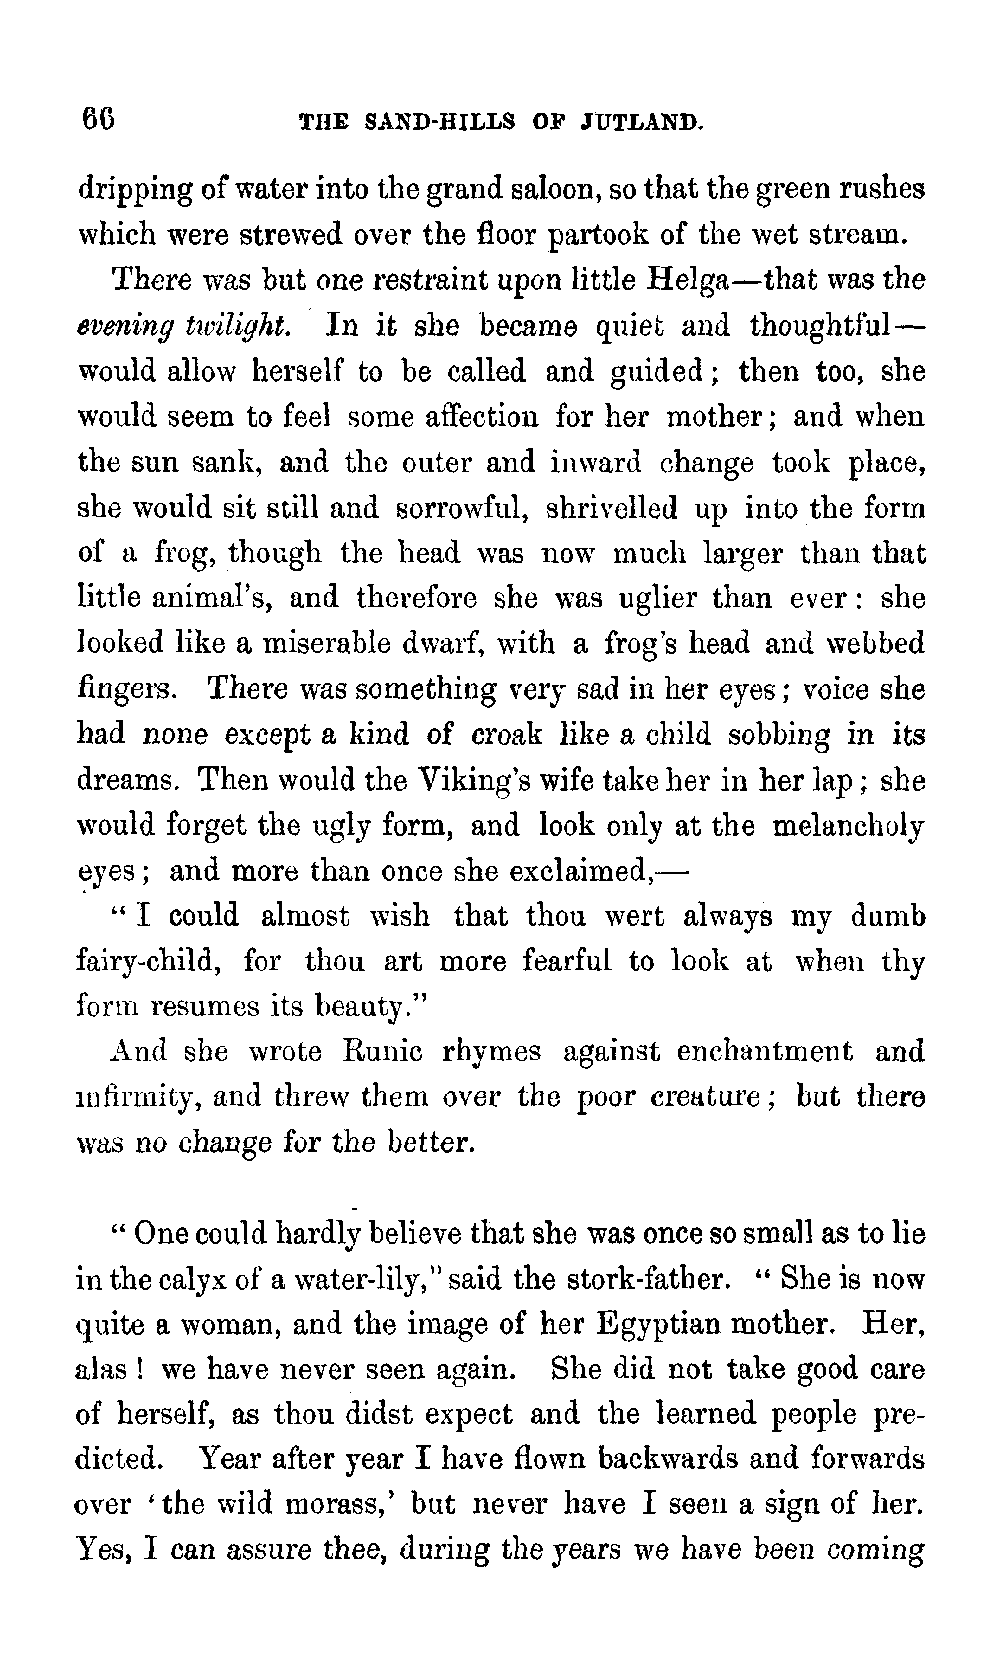 66 THE SAND-HILLS OF JUTLAND.
dripping of water into the grand saloon, so that the green rushes
which were strewed over the floor partook of the wet stream.
There was but one restraint upon little Helga—that was the
evening twilight. In it she became quiet and thoughtful—
would allow herself to be called and guided; then too, she
would seem to feel some affection for her mother; and when
the sun sank, and the outer and inward change took place,
she would sit still and sorrowful, shrivelled up into the form
of a frog, though the head was now much larger than that
little animal's, and therefore she was uglier than ever: she
looked like a miserable dwarf, with a frog's head and webbed
fingers. There was something very sad in her eyes; voice she
had none except a kind of croak like a child sobbing in its
dreams. Then would the Viking's wife take her in her lap; she
would forget the ugly form, and look only at the melancholy
eyes; and more than once she exclaimed,—
" I could almost wish that thou wert always my dumb
fairy-child, for thou art more fearful to look at when thy
form resumes its beauty."
And she wrote Runic rhymes against enchantment and
infirmity, and threw them over the poor creature; but there
was no change for the better.
" One could hardly believe that she was once so small as to lie
in the calyx of a water-lily," said the stork-father. " She is now
quite a woman, and the image of her Egyptian mother. Her,
alas! we have never seen again. She did not take good care
of herself, as thou didst expect and the learned people pre-
dicted. Year after year I have flown backwards and forwards
over 'the wild morass,' but never have I seen a sign of her.
Yes, I can assure thee, during the years we have been coming